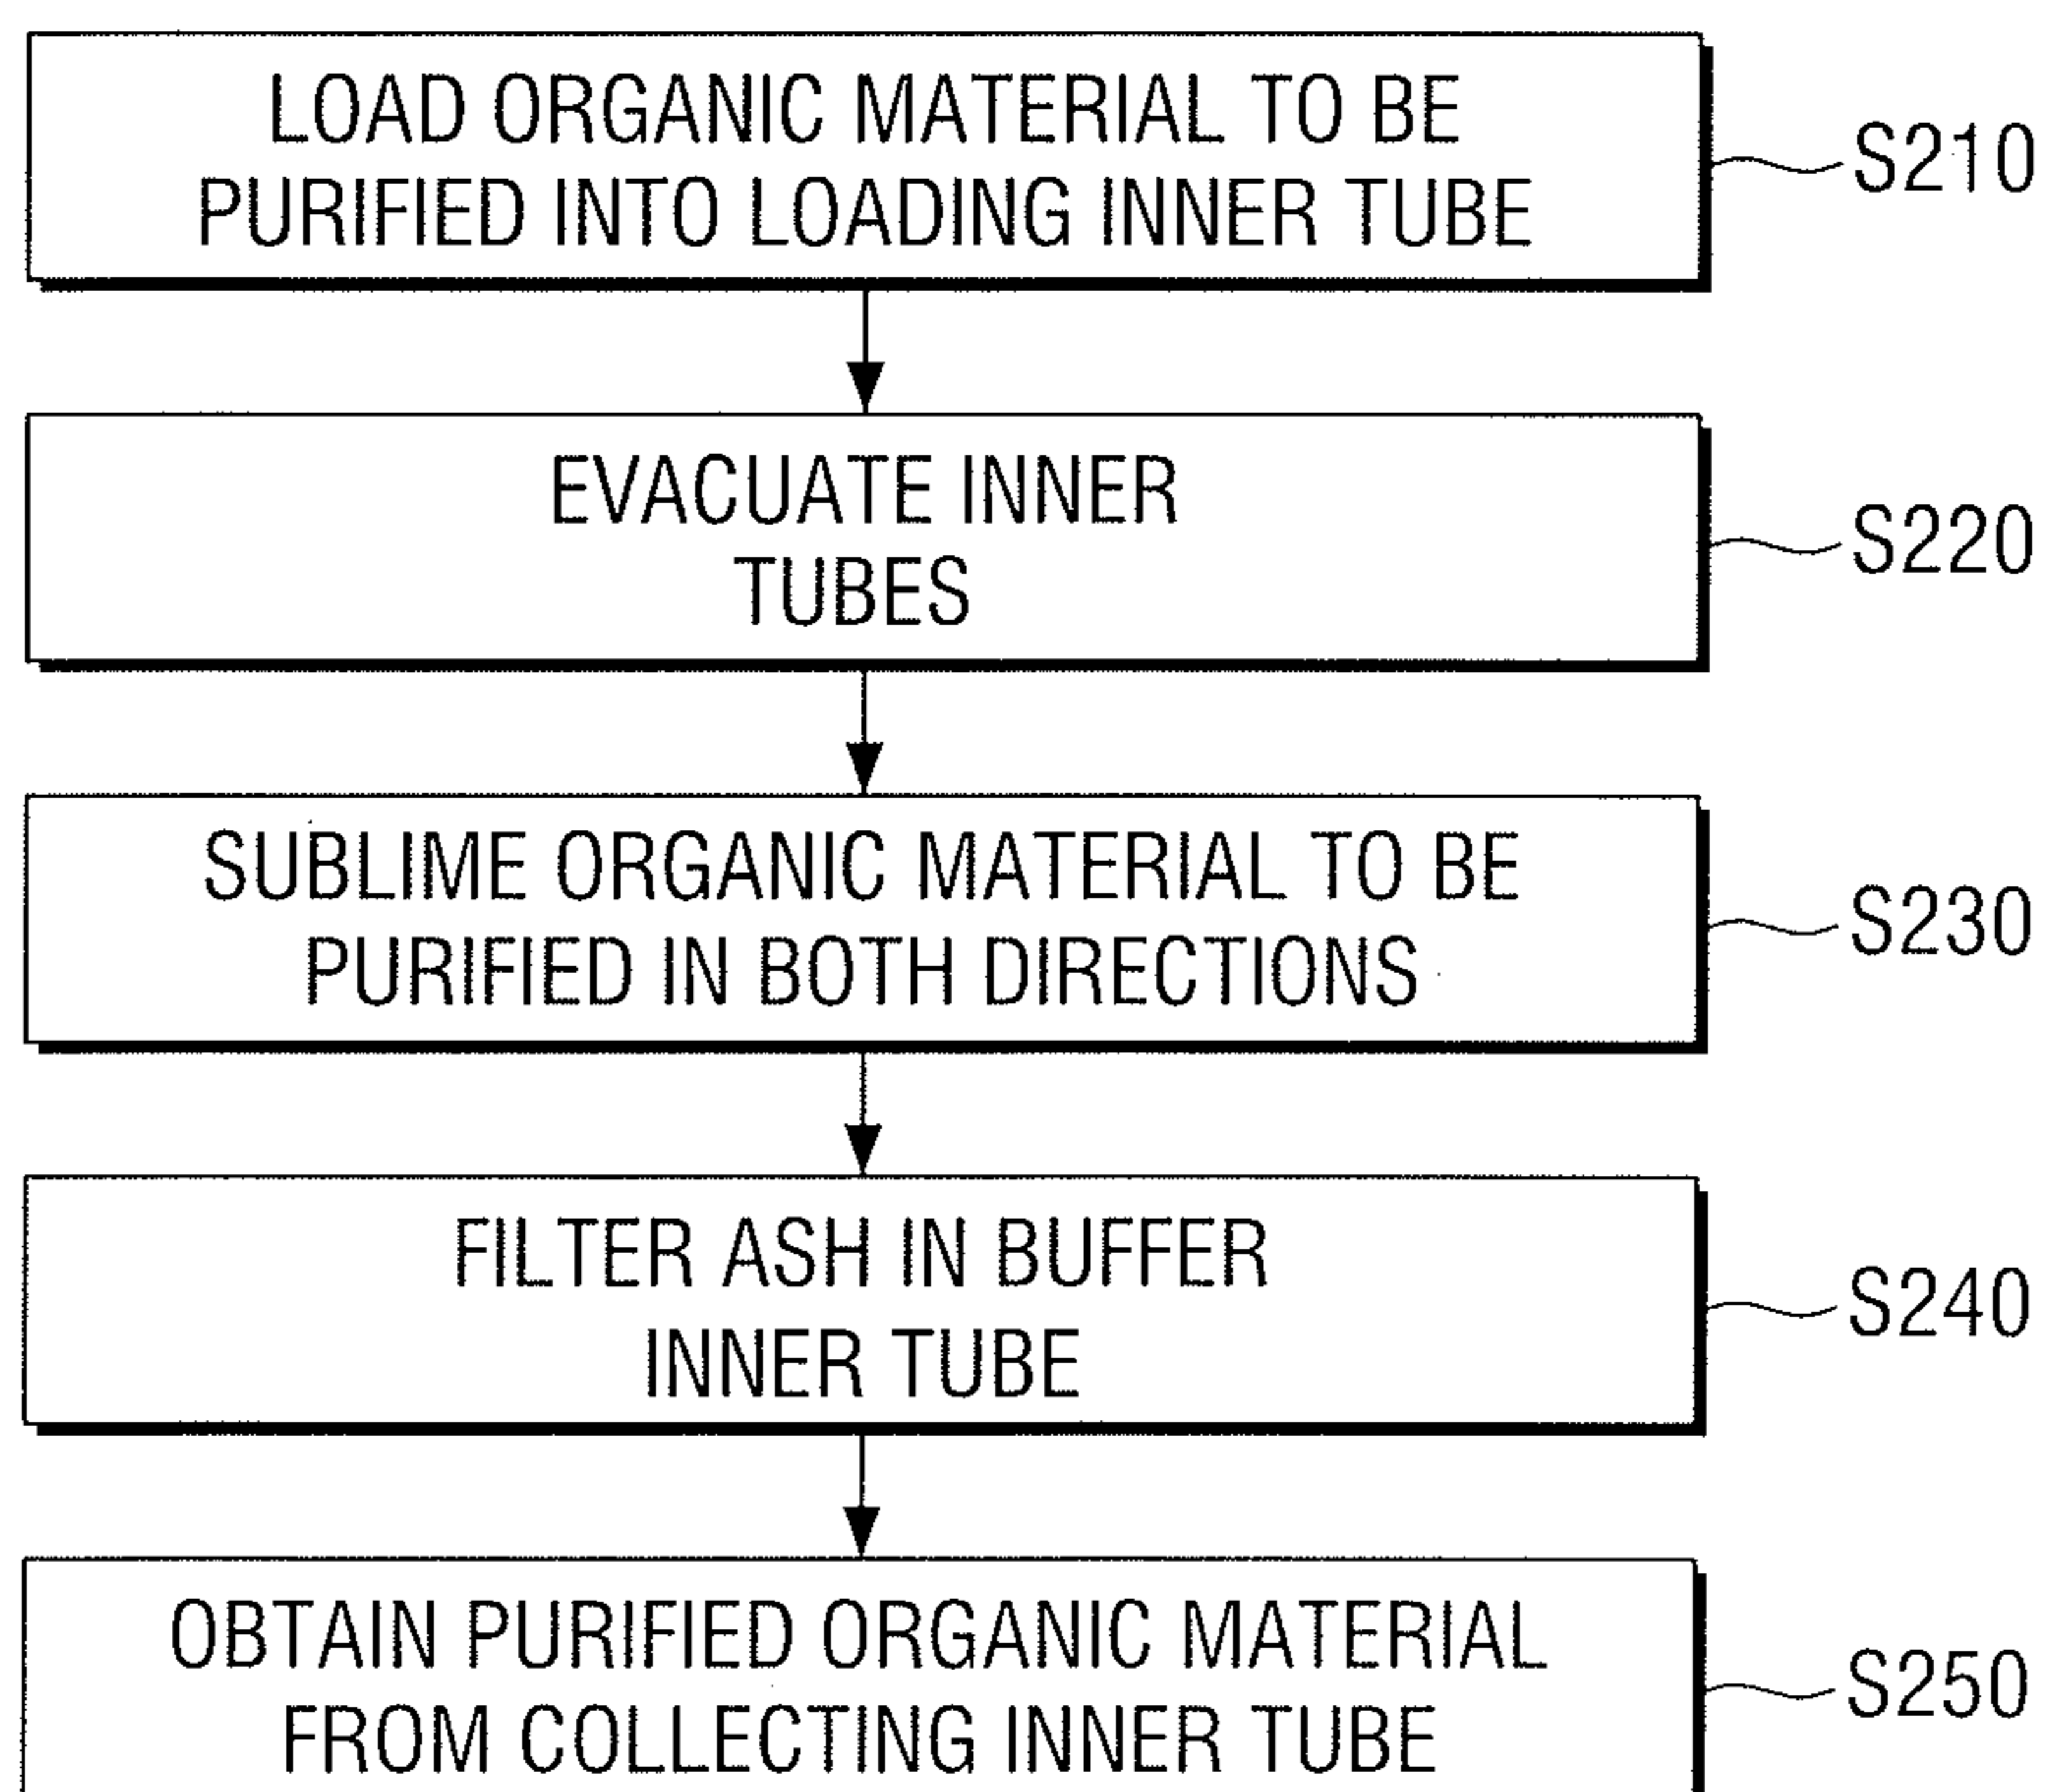 LOAD ORGANIC MATERIAL TO BE
PURIFIED INTO LOADING INNER TUBE
S210
EVACUATE INNER
TUBES
S220
SUBLIME ORGANIC MATERIAL TO BE
PURIFIED IN BOTH DIRECTIONS
S230
FILTER ASH IN BUFFER
INNER TUBE
S240
OBTAIN PURIFIED ORGANIC MATERIAL
FROM COLLECTING INNER TUBE
S250